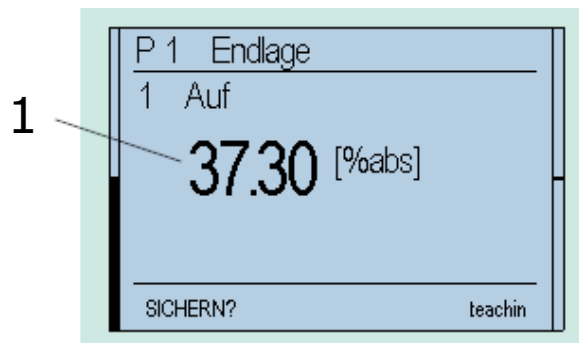 P 1 Endlage
1 Auf
1
37.30 [%abs]
SICHERN? teachin